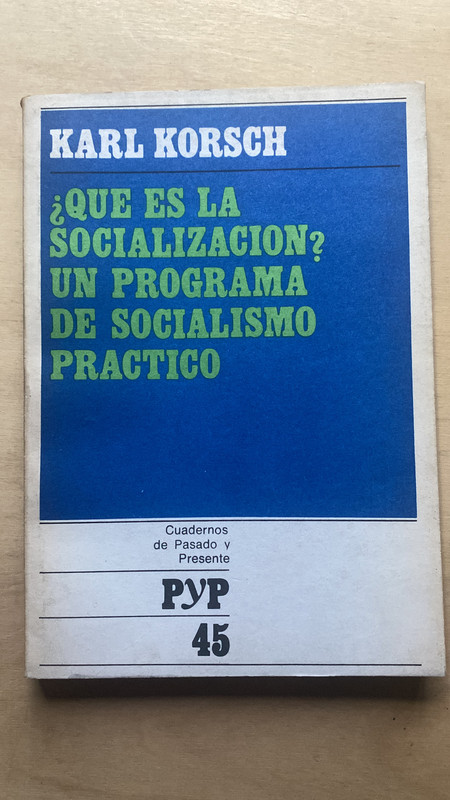 KARL KORSCH
¿QUE ES LA
SOCIALIZACION?
UN PROGRAMA
DE SOCIALISMO
PRACTICO
Cuadernos
de Pasado y
Presente
PyP
45